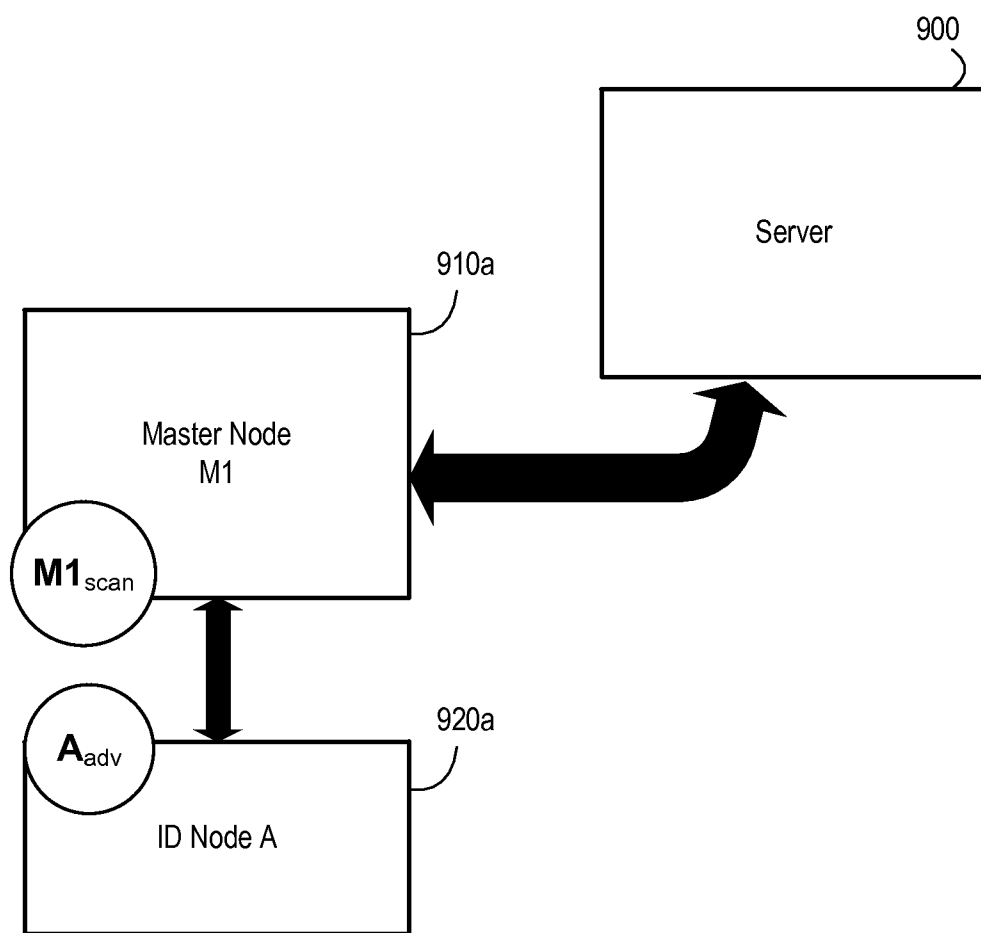 900
Server
910a
Master Node
M1
M1scan
Aadv
920a
ID Node A